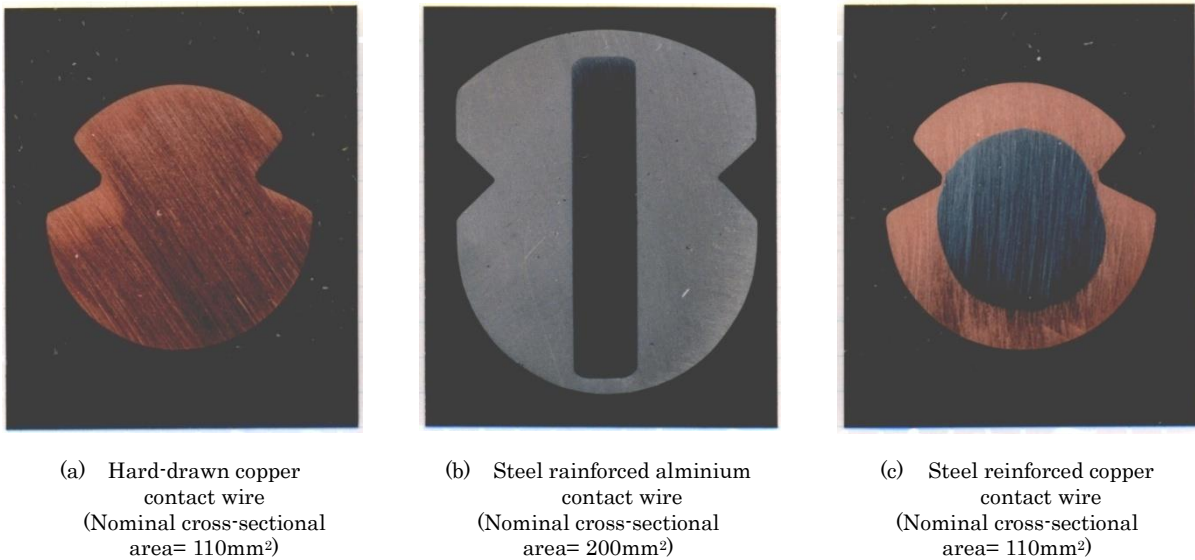 (a) Hard-drawn copper
contact wire
(Nominal cross-sectional
area= 110mm²)
(b) Steel rainforced alminium
contact wire
(Nominal cross-sectional
area= 200mm²)
(c) Steel reinforced copper
contact wire
(Nominal cross-sectional
area= 110mm²)